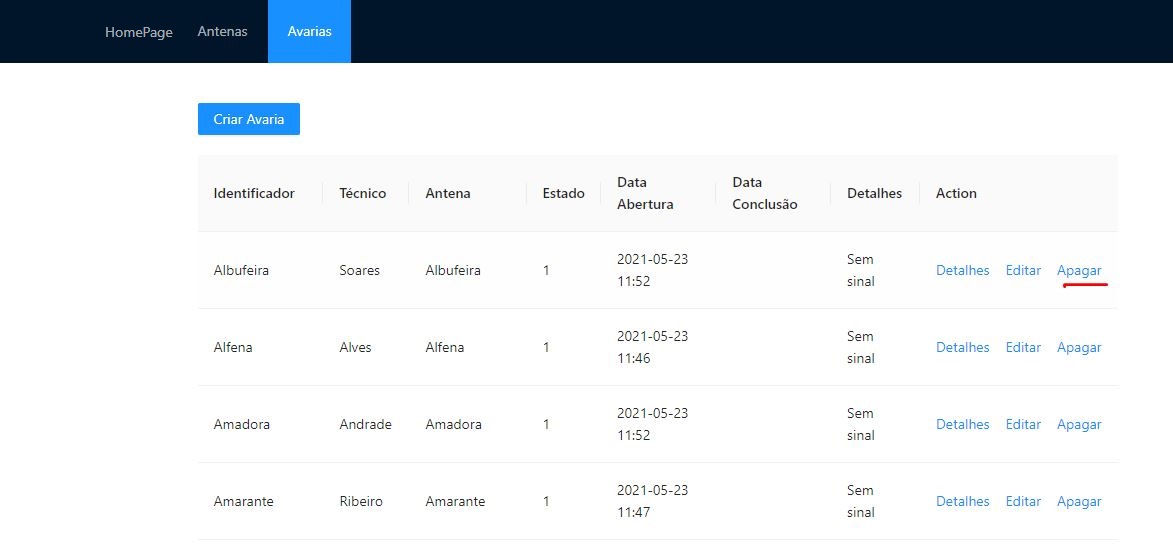 HomePage Antenas Avarias
Criar Avaria
Identificador Técnico Antena Estado Data Abertura Data Conclusão Detalhes Action
Albufeira Soares Albufeira 1 2021-05-23 11:52 Sem sinal Detalhes Editar Apagar
Alfena Alves Alfena 1 2021-05-23 11:46 Sem sinal Detalhes Editar Apagar
Amadora Andrade Amadora 1 2021-05-23 11:52 Sem sinal Detalhes Editar Apagar
Amarante Ribeiro Amarante 1 2021-05-23 11:47 Sem sinal Detalhes Editar Apagar